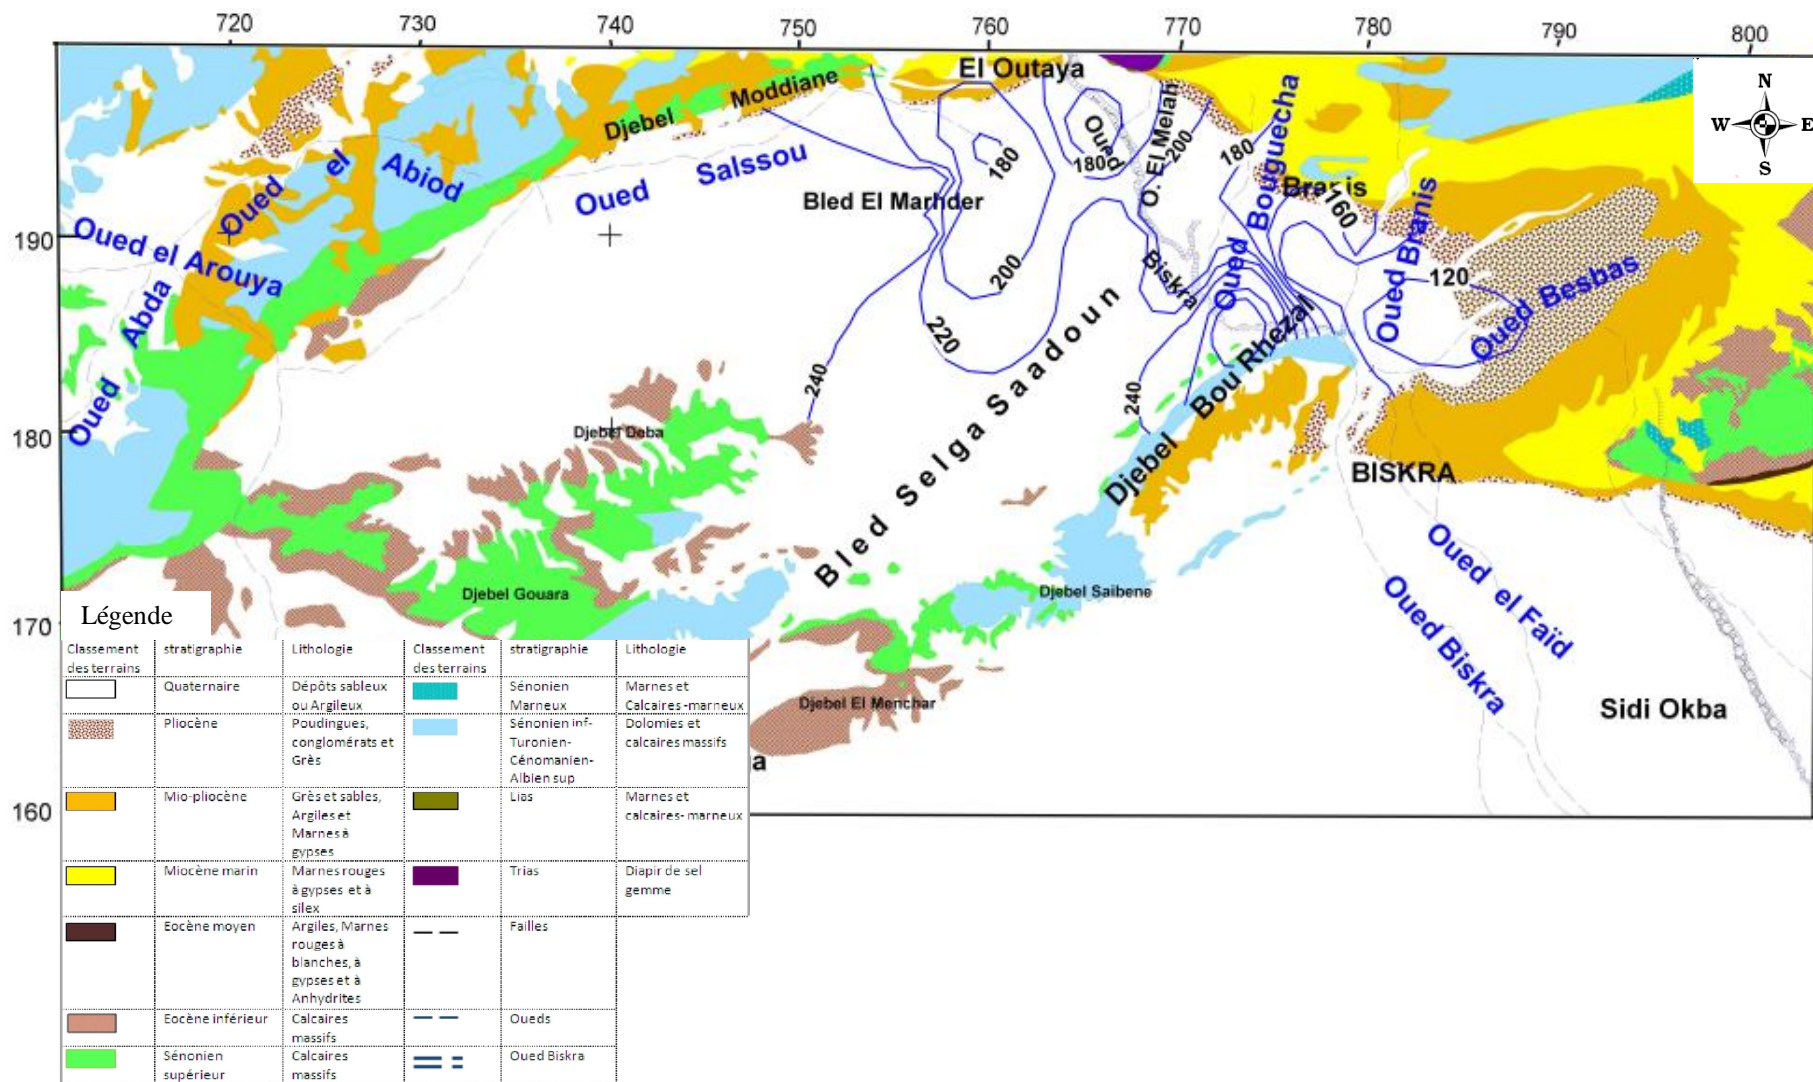 720 730 740 750 760 770 780 790 800
N
W E
S
El Outaya
Djebel Moddiane
Oued
O. El Melah
200
180
180
180
Oued Bouguecha
Branis
160
Oued Branis
Oued el Abiod
Oued Salssou
Bled El Marhder
190
Oued el Arouya
Oued Abda
200
220
240
Biskra
120
Oued Besbas
Bled Selga Saadoun
240
Djebel Bou Rhezal
180
Djebel Deba
BISKRA
Djebel Gouara
Djebel Saibene
Oued el Faïd
Oued Biskra
170
Djebel El Menchar
Sidi Okba
a
160
Légende
Classement des terrains
stratigraphie
Lithologie
Classement des terrains
stratigraphie
Lithologie
Quaternaire
Dépôts sableux
ou Argileux
Sénonien
Marneux
Marnes et
Calcaires-marneux
Pliocène
Poudingues,
conglomérats et
Grès
Sénonien inf-
Turonien-
Cénomanien-
Albien sup
Dolomies et
calcaires massifs
Mio-pliocène
Grès et sables,
Argiles et
Marnes à
gypses
Lias
Marnes et
calcaires- marneux
Miocène marin
Marnes rouges
à gypses et à
silex
Trias
Diapir de sel
gemme
Eocène moyen
Argiles, Marnes
rouges à
blanches, à
gypses et à
Anhydrites
Failles
Eocène inférieur
Calcaires
massifs
Oueds
Sénonien
supérieur
Calcaires
massifs
Oued Biskra